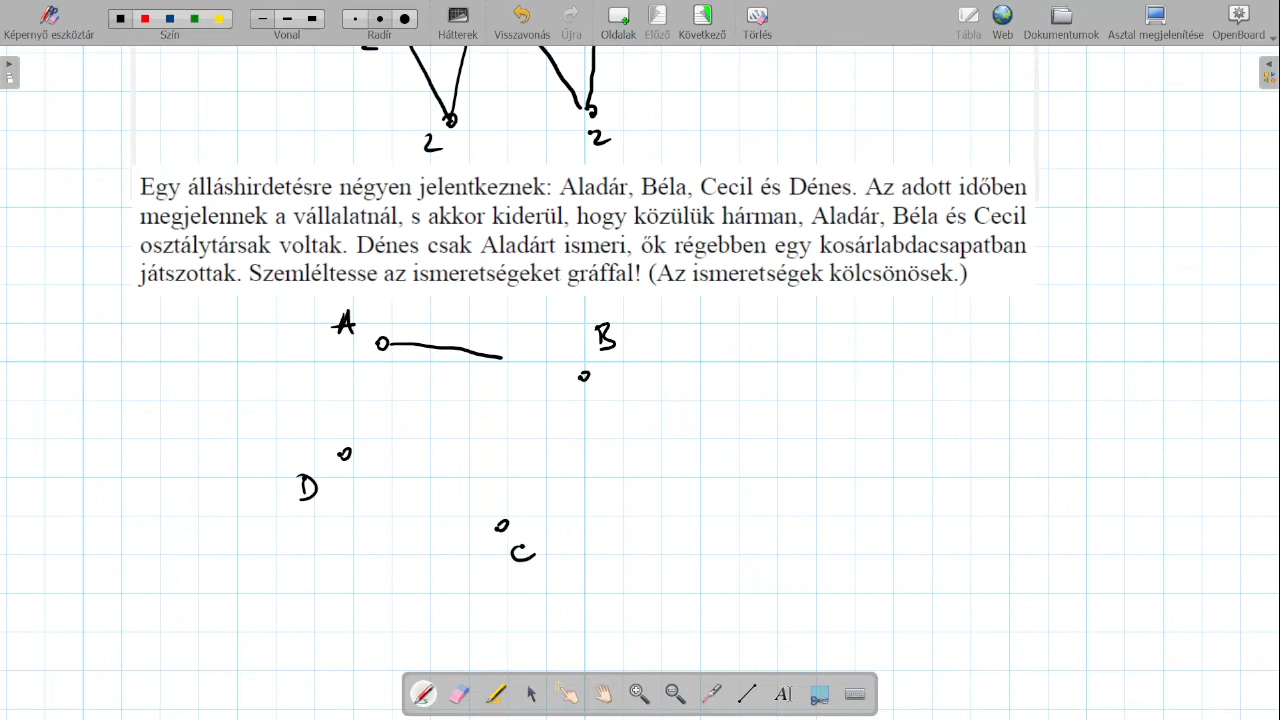 Képernyő eszköztár Szín Vonal Radír Hátterek Visszavonás Újra Oldalak Előző Következő Törlés Tábla Web Dokumentumok Asztal megjelenítése OpenBoard
2 2
Egy álláshirdetésre négyen jelentkeznek: Aladár, Béla, Cecil és Dénes. Az adott időben
megjelennek a vállalatnál, s akkor kiderül, hogy közülük hárman, Aladár, Béla és Cecil
osztálytársak voltak. Dénes csak Aladárt ismeri, ők régebben egy kosárlabdacsapatban
játszottak. Szemléltesse az ismeretségeket gráffal! (Az ismeretségek kölcsönösek.)
A B
D
C